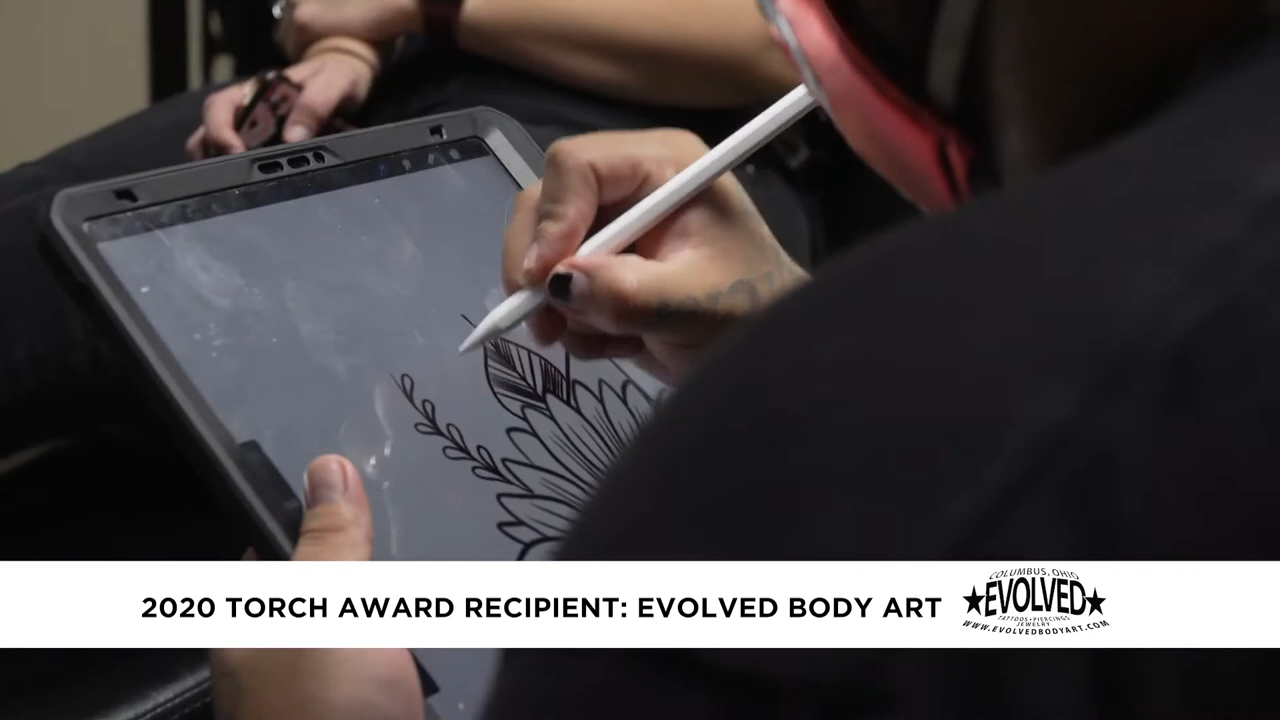 2020 TORCH AWARD RECIPIENT: EVOLVED BODY ART
COLUMBUS, OHIO
EVOLVED
TATTOOS • PIERCINGS
JEWELRY
WWW.EVOLVEDBODYART.COM